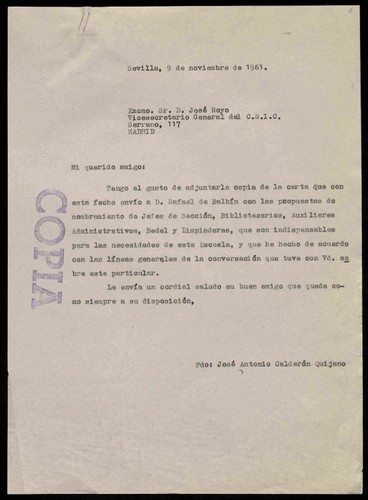 Sevilla, 9 de noviembre de 1961.
Excmo. Sr. D. José Royo
Vicesecretario General del C.S.I.C.
Serrano, 117
MADRID
Mi querido amigo:
Tengo el gusto de adjuntarle copia de la carta que con
esta fecha envío a D. Rafael de Balbín con las propuestas de
nombramiento de Jefes de Sección, Bibliotecarios, Auxiliares
Administrativos, Bedel y Limpiadoras, que son indispensables
para las necesidades de esta Escuela, y que he hecho de acuerdo
con las líneas generales de la conversación que tuve con Vd. so
bre este particular.
Le envía un cordial saludo su buen amigo que queda co-
mo siempre a su disposición,
Fdo: José Antonio Calderón Quijano
COPIA